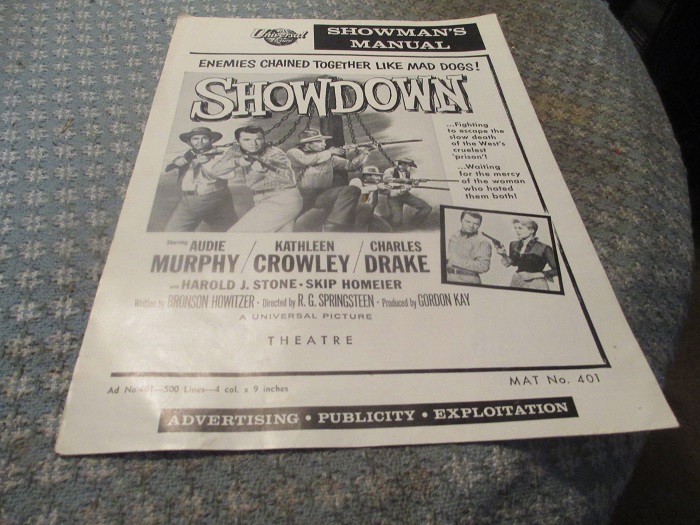 Universal
SHOWMAN'S
MANUAL
ENEMIES CHAINED TOGETHER LIKE MAD DOGS!
SHOWDOWN
...Fighting
to escape the
slow death
of the West's
cruelest
'prison'!
...Waiting
for the mercy
of the woman
who hated
them both!
Starring AUDIE MURPHY / KATHLEEN CROWLEY / CHARLES DRAKE
with HAROLD J. STONE • SKIP HOMEIER
Written by BRONSON HOWITZER • Directed by R. G. SPRINGSTEEN • Produced by GORDON KAY
A UNIVERSAL PICTURE
THEATRE
Ad No. 401—500 Lines—4 col. x 9 inches
MAT No. 401
ADVERTISING • PUBLICITY • EXPLOITATION